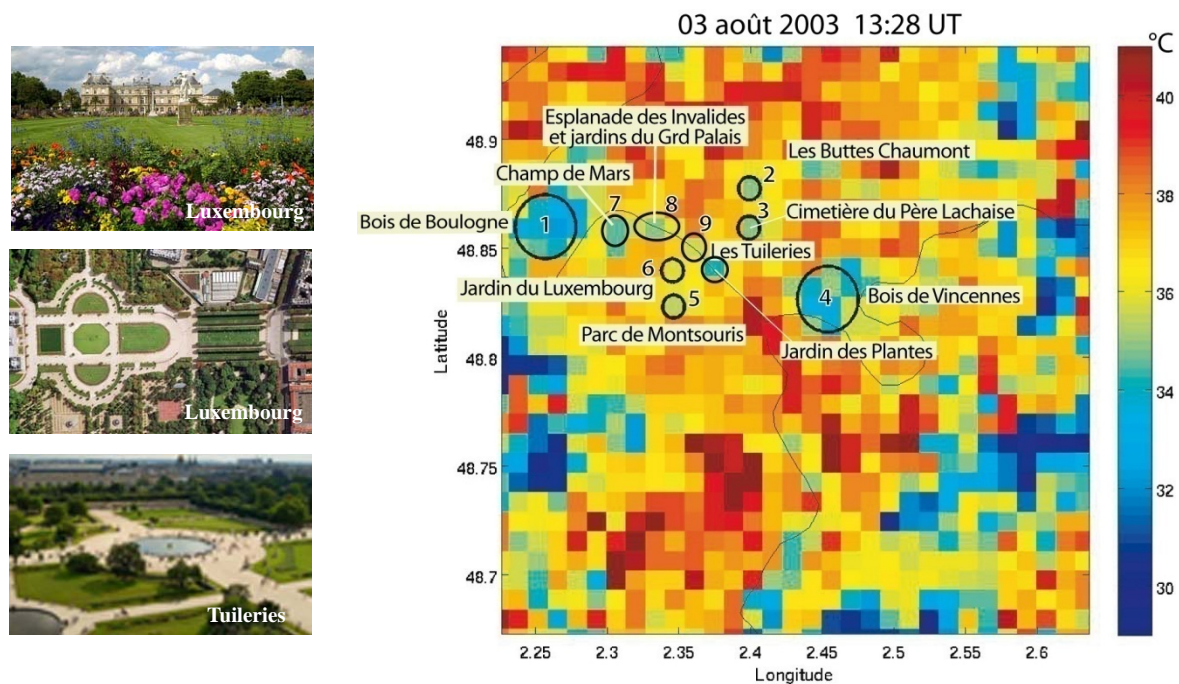 Luxembourg
Luxembourg
Tuileries
03 août 2003 13:28 UT
°C
Esplanade des Invalides
et jardins du Grd Palais
Les Buttes Chaumont
Champ de Mars
2
7
8
3
Cimetière du Père Lachaise
Bois de Boulogne
1
9
Les Tuileries
6
Jardin du Luxembourg
4
Bois de Vincennes
5
Parc de Montsouris
Jardin des Plantes
Latitude
48.9
48.85
48.8
48.75
48.7
2.25
2.3
2.35
2.4
2.45
2.5
2.55
2.6
Longitude
40
38
36
34
32
30